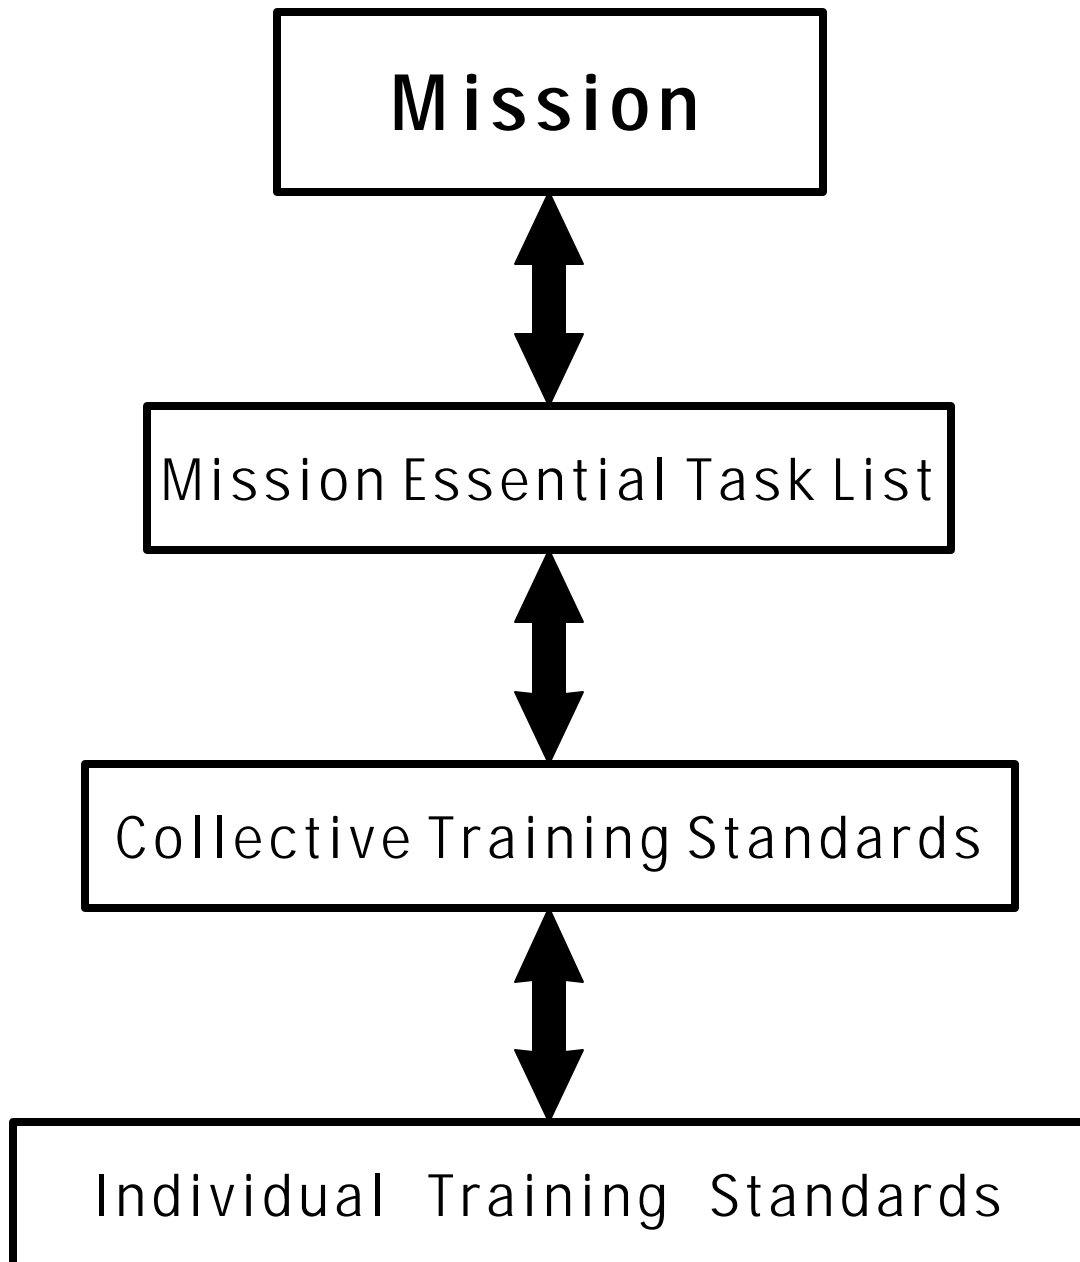 Mission
Mission Essential Task List
Collective Training Standards
Individual Training Standards